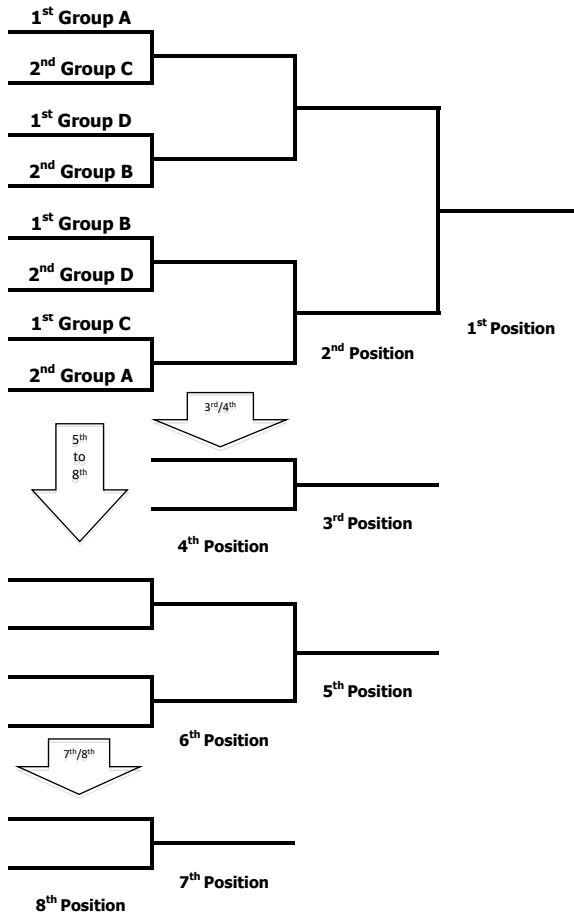 1st Group A
2nd Group C
1st Group D
2nd Group B
1st Group B
2nd Group D
1st Group C
2nd Group A
1st Position
2nd Position
3rd/4th
5th
to
8th
3rd Position
4th Position
5th Position
6th Position
7th/8th
7th Position
8th Position